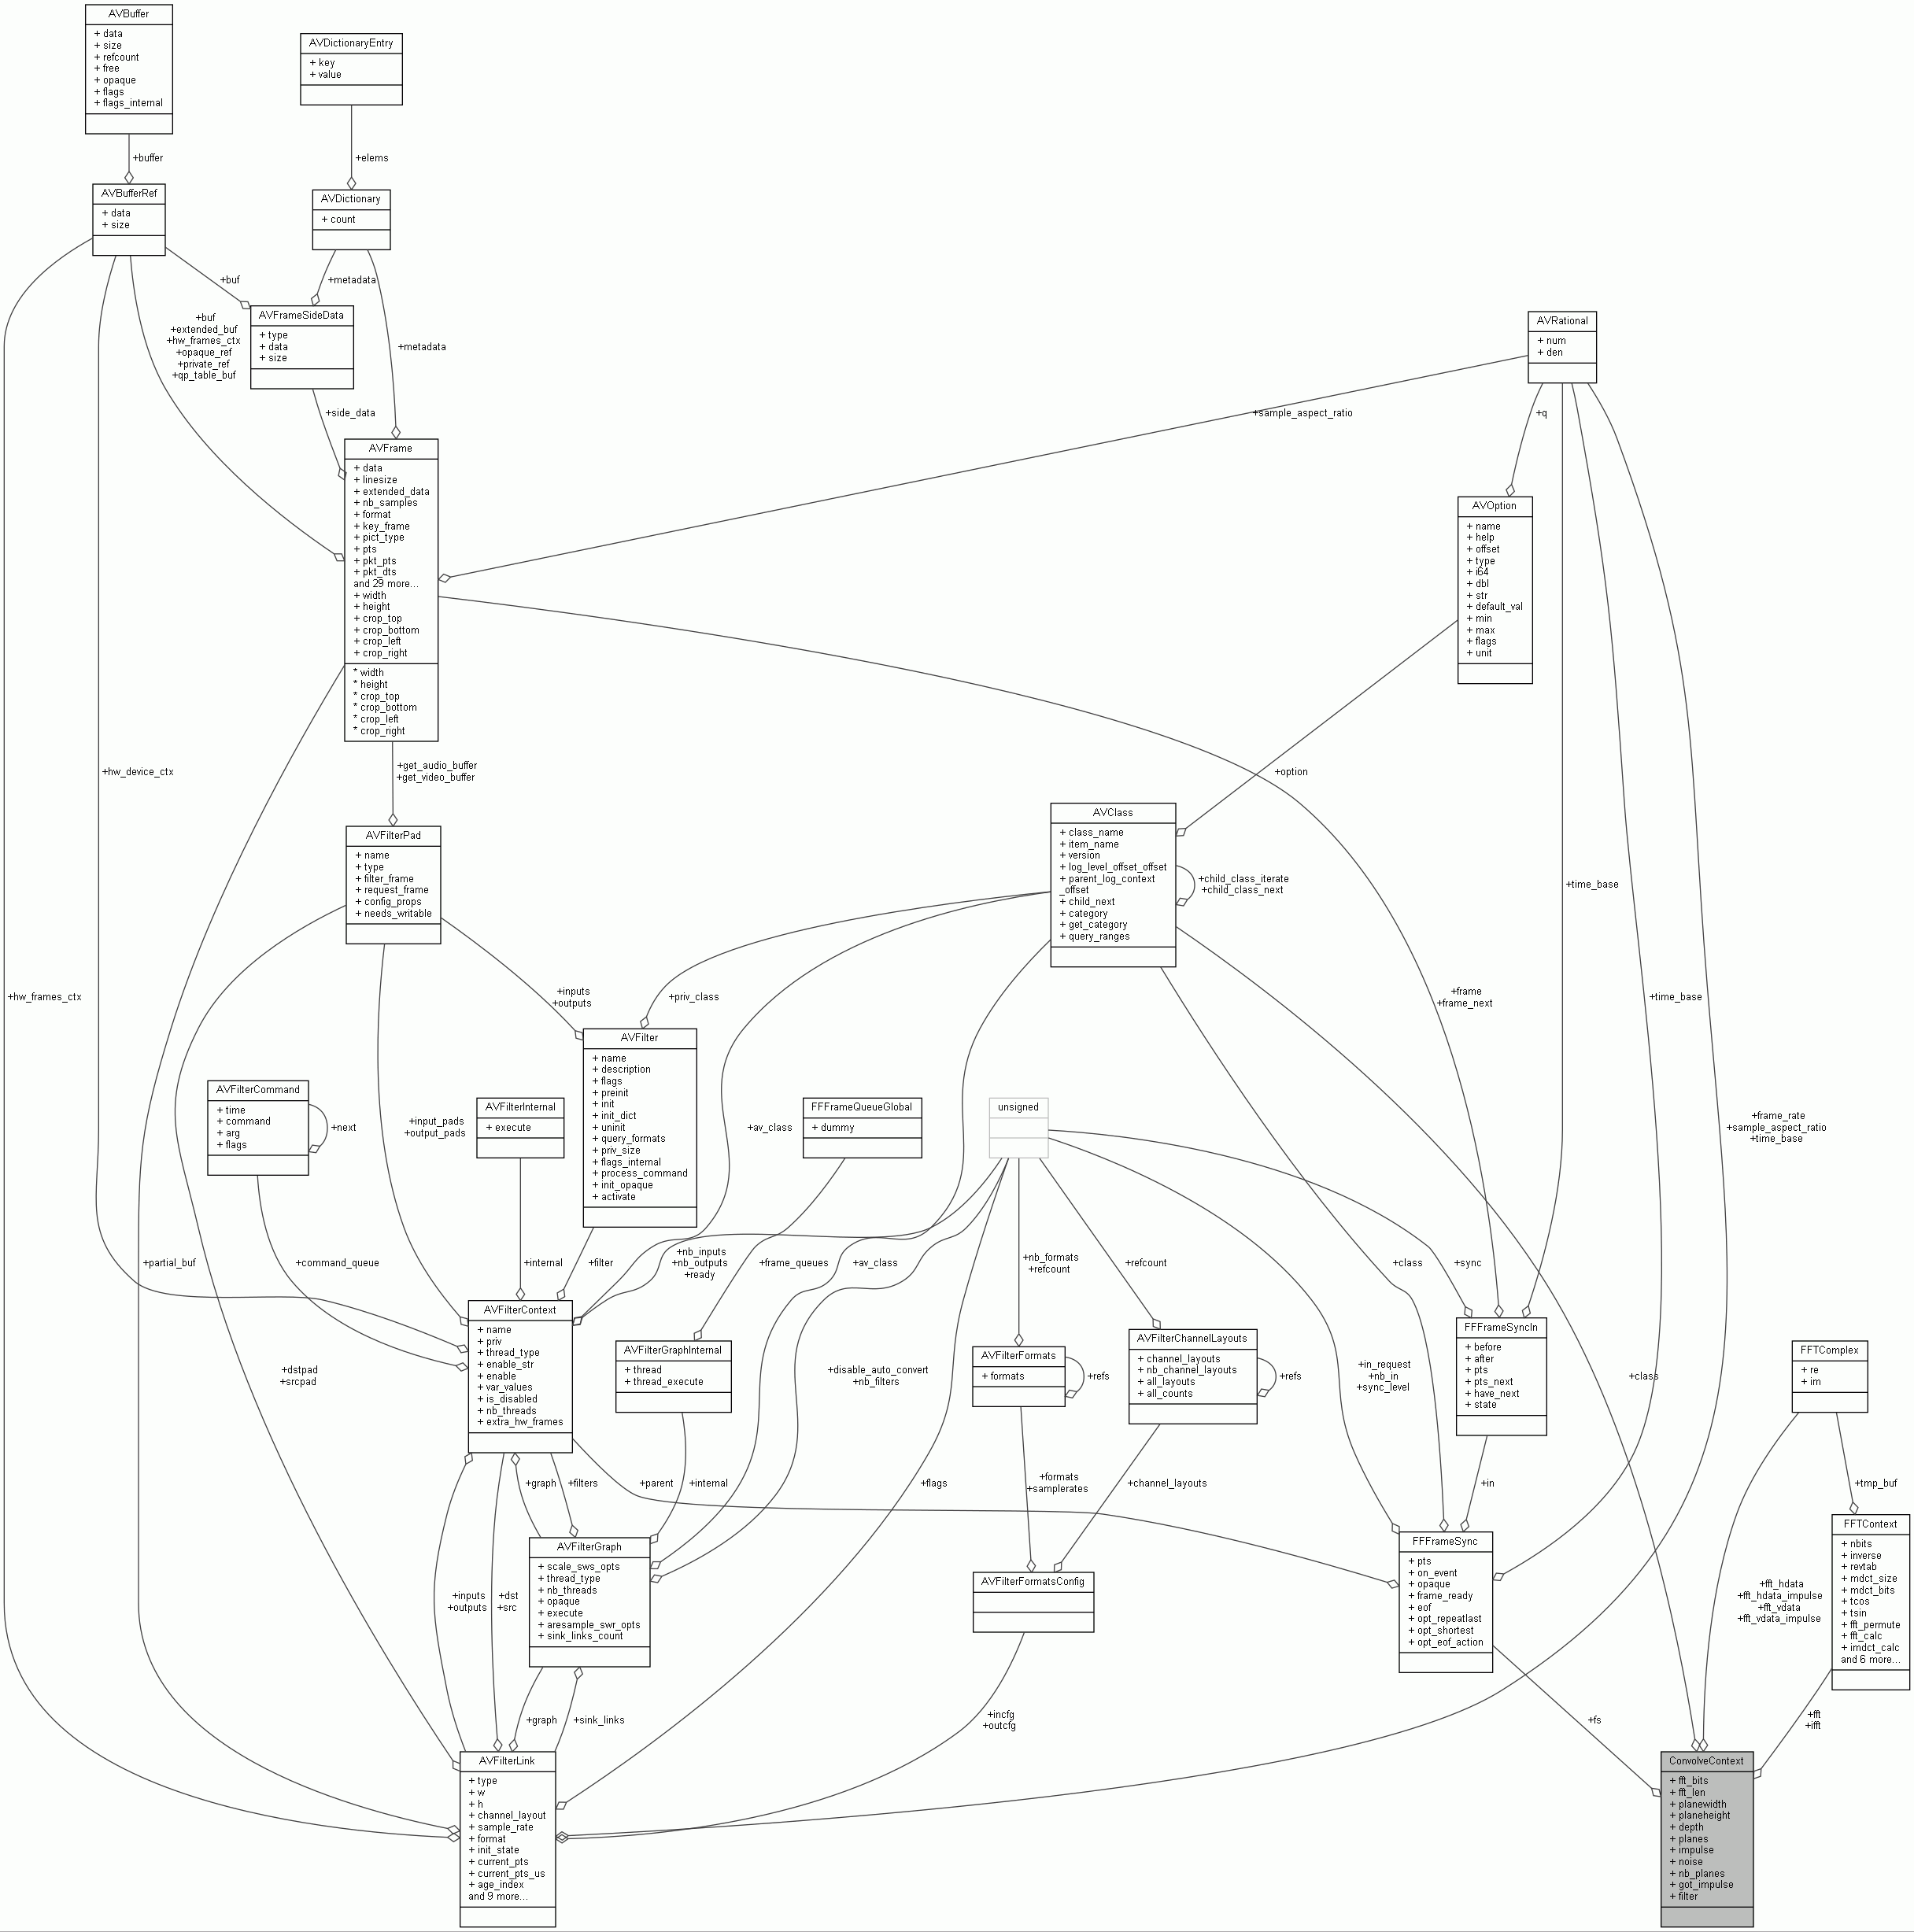 AVBuffer
+ data
+ size
+ refcount
+ free
+ opaque
+ flags
+ flags_internal
AVDictionaryEntry
+ key
+ value
+buffer
+elems
AVBufferRef
+ data
+ size
AVDictionary
+ count
+buf
+metadata
AVFrameSideData
+ type
+ data
+ size
+buf
+extended_buf
+hw_frames_ctx
+opaque_ref
+private_ref
+qp_table_buf
+metadata
AVRational
+ num
+ den
+side_data
+sample_aspect_ratio
+q
AVFrame
+ data
+ linesize
+ extended_data
+ nb_samples
+ format
+ key_frame
+ pict_type
+ pts
+ pkt_pts
+ pkt_dts
and 29 more...
+ width
+ height
+ crop_top
+ crop_bottom
+ crop_left
+ crop_right
* width
* height
* crop_top
* crop_bottom
* crop_left
* crop_right
AVOption
+ name
+ help
+ offset
+ type
+ i64
+ dbl
+ str
+ default_val
+ min
+ max
+ flags
+ unit
+hw_device_ctx
+get_audio_buffer
+get_video_buffer
+option
AVFilterPad
+ name
+ type
+ filter_frame
+ request_frame
+ config_props
+ needs_writable
AVClass
+ class_name
+ item_name
+ version
+ log_level_offset_offset
+ parent_log_context
_offset
+ child_next
+ category
+ get_category
+ query_ranges
+child_class_iterate
+child_class_next
+time_base
+hw_frames_ctx
+inputs
+outputs
+priv_class
+frame
+frame_next
+time_base
AVFilter
+ name
+ description
+ flags
+ preinit
+ init
+ init_dict
+ uninit
+ query_formats
+ priv_size
+ flags_internal
+ process_command
+ init_opaque
+ activate
AVFilterCommand
+ time
+ command
+ arg
+ flags
+next
+input_pads
+output_pads
AVFilterInternal
+ execute
+av_class
FFFrameQueueGlobal
+ dummy
unsigned
+frame_rate
+sample_aspect_ratio
+time_base
+partial_buf
+command_queue
+internal
+filter
+nb_inputs
+nb_outputs
+ready
+frame_queues
+av_class
+nb_formats
+refcount
+refcount
+class
+sync
AVFilterContext
+ name
+ priv
+ thread_type
+ enable_str
+ enable
+ var_values
+ is_disabled
+ nb_threads
+ extra_hw_frames
AVFilterGraphInternal
+ thread
+ thread_execute
AVFilterFormats
+ formats
+refs
AVFilterChannelLayouts
+ channel_layouts
+ nb_channel_layouts
+ all_layouts
+ all_counts
+refs
FFFrameSyncIn
+ before
+ after
+ pts
+ pts_next
+ have_next
+ state
FFTComplex
+ re
+ im
+dstpad
+srcpad
+disable_auto_convert
+nb_filters
+in_request
+nb_in
+sync_level
+class
+graph
+filters
+parent
+internal
+flags
+formats
+samplerates
+channel_layouts
+in
+tmp_buf
AVFilterGraph
+ scale_sws_opts
+ thread_type
+ nb_threads
+ opaque
+ execute
+ aresample_swr_opts
+ sink_links_count
AVFilterFormatsConfig
FFFrameSync
+ pts
+ on_event
+ opaque
+ frame_ready
+ eof
+ opt_repeatlast
+ opt_shortest
+ opt_eof_action
FFTContext
+ nbits
+ inverse
+ revtab
+ mdct_size
+ mdct_bits
+ tcos
+ tsin
+ fft_permute
+ fft_calc
+ imdct_calc
and 6 more...
+inputs
+outputs
+dst
+src
+fft_hdata
+fft_hdata_impulse
+fft_vdata
+fft_vdata_impulse
+graph
+sink_links
+incfg
+outcfg
+fs
+fft
+ifft
AVFilterLink
+ type
+ w
+ h
+ channel_layout
+ sample_rate
+ format
+ init_state
+ current_pts
+ current_pts_us
+ age_index
and 9 more...
ConvolveContext
+ fft_bits
+ fft_len
+ planewidth
+ planeheight
+ depth
+ planes
+ impulse
+ noise
+ nb_planes
+ got_impulse
+ filter